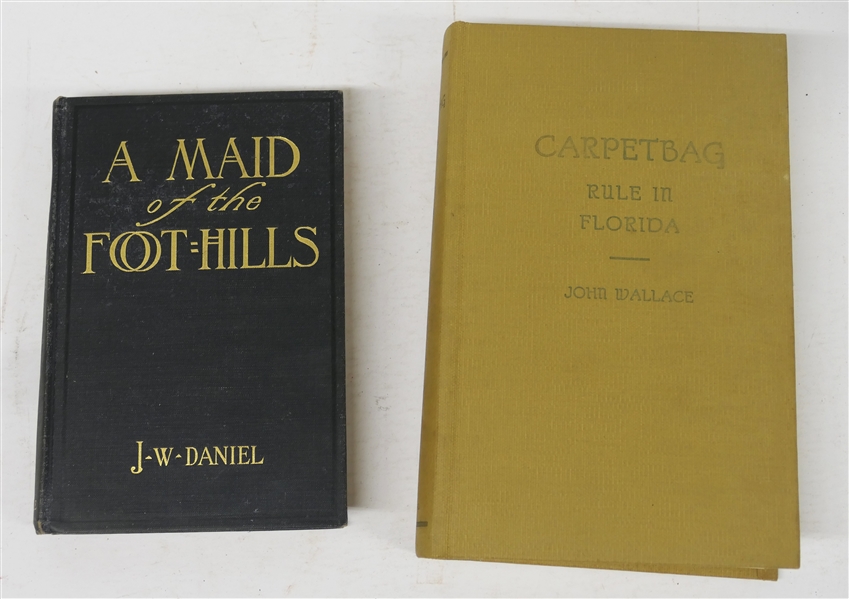 A MAID
of the
FOOT=HILLS
J-W-DANIEL
CARPETBAG
RULE IN
FLORIDA
JOHN WALLACE